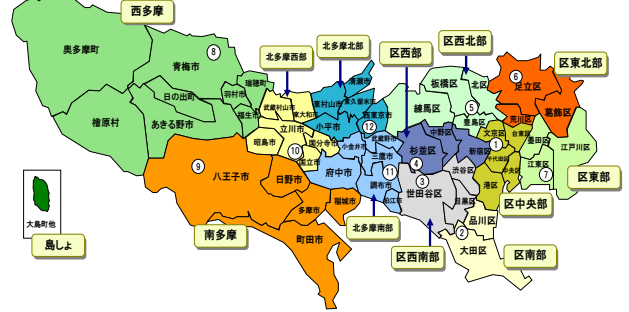 西多摩
北多摩西部
北多摩北部
区西部
区西北部
区東北部
奥多摩町
青梅市
⑧
瑞穂町
羽村市
福生市
日の出町
あきる野市
檜原村
武蔵村山市
東大和市
立川市
昭島市
国分寺市
国立市
⑩
東村山市
清瀬市
東久留米市
小平市
西東京市
⑫
小金井市
武蔵野市
三鷹市
府中市
調布市
狛江市
⑪
練馬区
板橋区
北区
豊島区
⑤
足立区
⑥
葛飾区
荒川区
中野区
杉並区
④
新宿区
文京区
①
千代田区
中央区
港区
台東区
墨田区
江東区
⑦
江戸川区
渋谷区
世田谷区
③
目黒区
品川区
②
大田区
⑨
八王子市
日野市
多摩市
稲城市
町田市
大島町他
島しょ
南多摩
北多摩南部
区西南部
区中央部
区南部
区東部